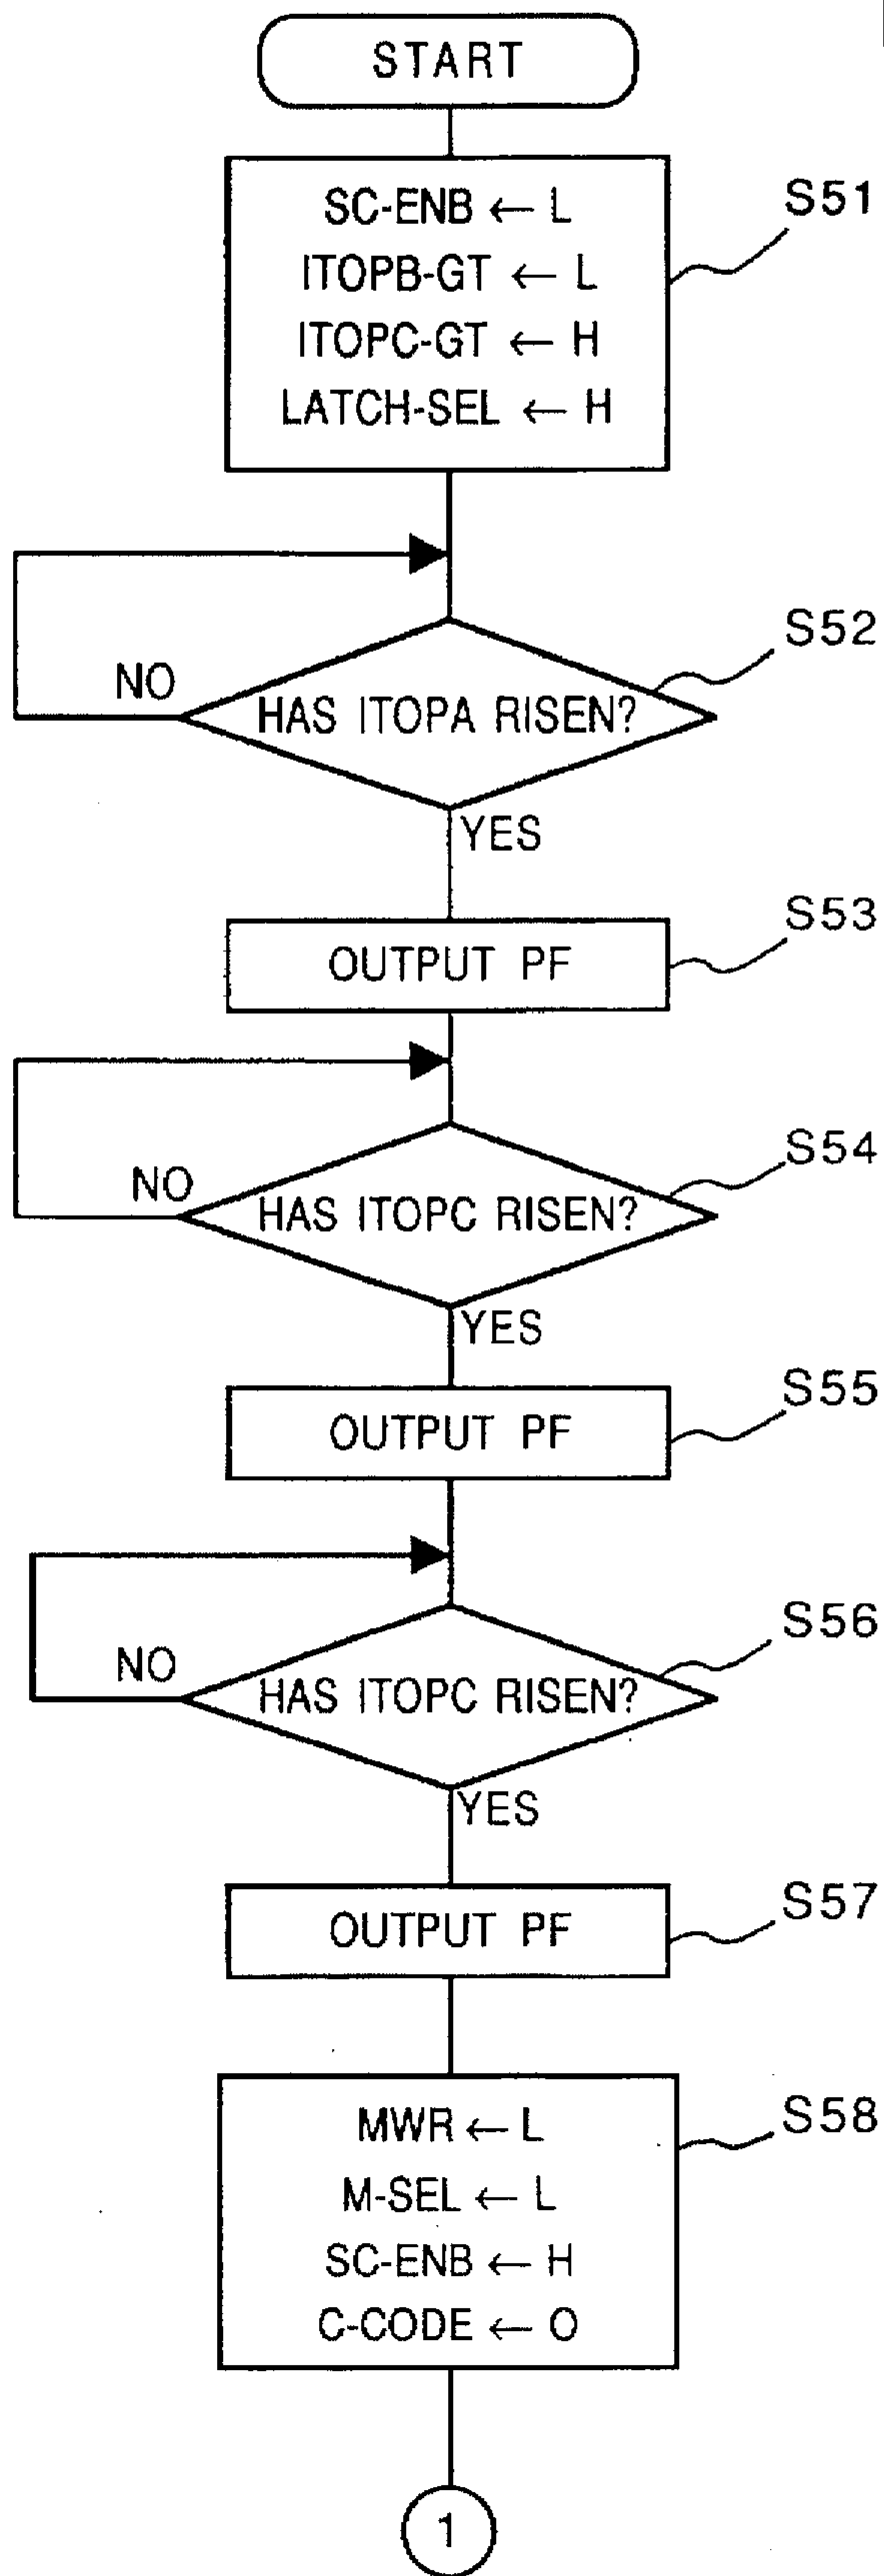 START
SC-ENB ← L
ITOPB-GT ← L
ITOPC-GT ← H
LATCH-SEL ← H
S51
S52
NO
HAS ITOPA RISEN?
YES
S53
OUTPUT PF
S54
NO
HAS ITOPC RISEN?
YES
S55
OUTPUT PF
S56
NO
HAS ITOPC RISEN?
YES
S57
OUTPUT PF
S58
MWR ← L
M-SEL ← L
SC-ENB ← H
C-CODE ← O
1